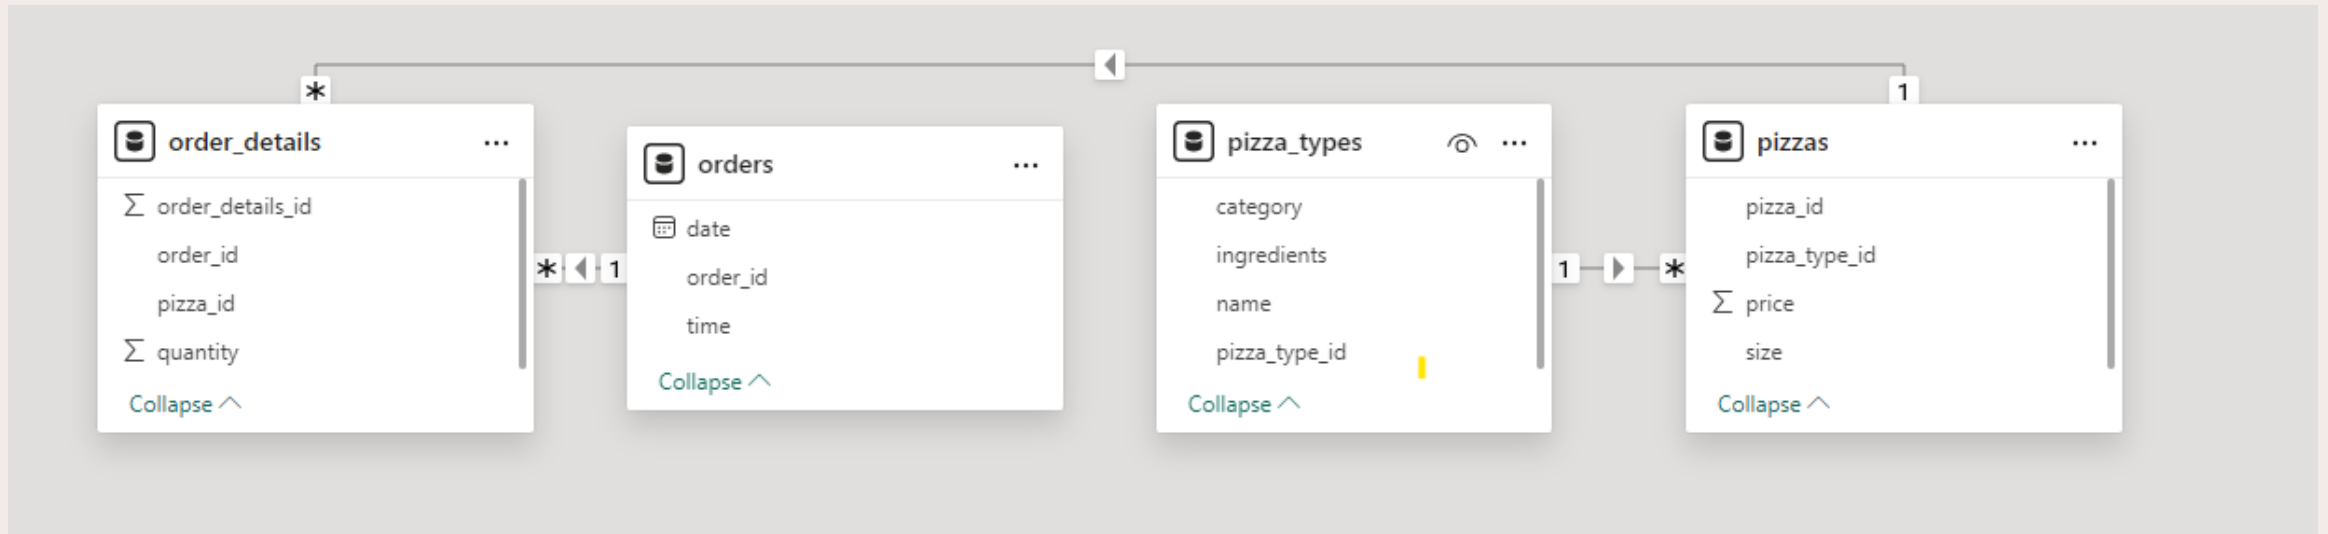 order_details
order_details_id
order_id
pizza_id
quantity
Collapse
* 1
orders
date
order_id
time
Collapse
pizza_types
category
ingredients
name
pizza_type_id
Collapse
1 *
pizzas
pizza_id
pizza_type_id
price
size
Collapse
* 1